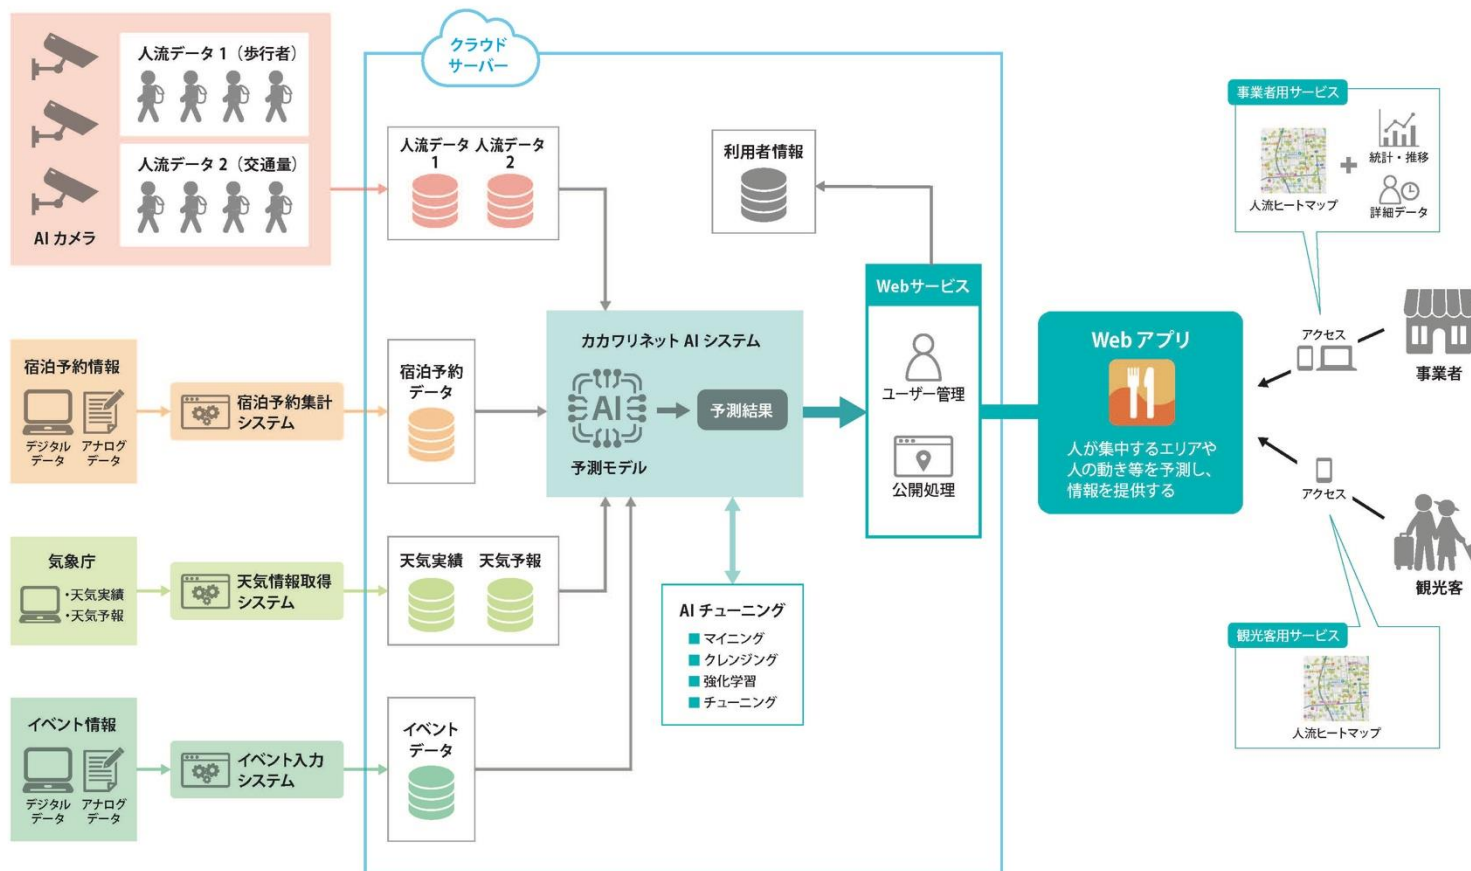 人流データ 1（歩行者）
人流データ 2（交通量）
AI カメラ
宿泊予約情報
デジタル
データ
アナログ
データ
宿泊予約集計
システム
気象庁
・天気実績
・天気予報
天気情報取得
システム
イベント情報
デジタル
データ
アナログ
データ
イベント入力
システム
クラウド
サーバー
人流データ
1
人流データ
2
宿泊予約
データ
天気実績
天気予報
イベント
データ
カカワリネット AI システム
AI
予測モデル
予測結果
AI チューニング
マイニング
クレンジング
強化学習
チューニング
利用者情報
Webサービス
ユーザー管理
公開処理
Web アプリ
人が集中するエリアや
人の動き等を予測し、
情報を提供する
事業者用サービス
人流ヒートマップ
+
統計・推移
詳細データ
アクセス
事業者
アクセス
観光客
観光客用サービス
人流ヒートマップ